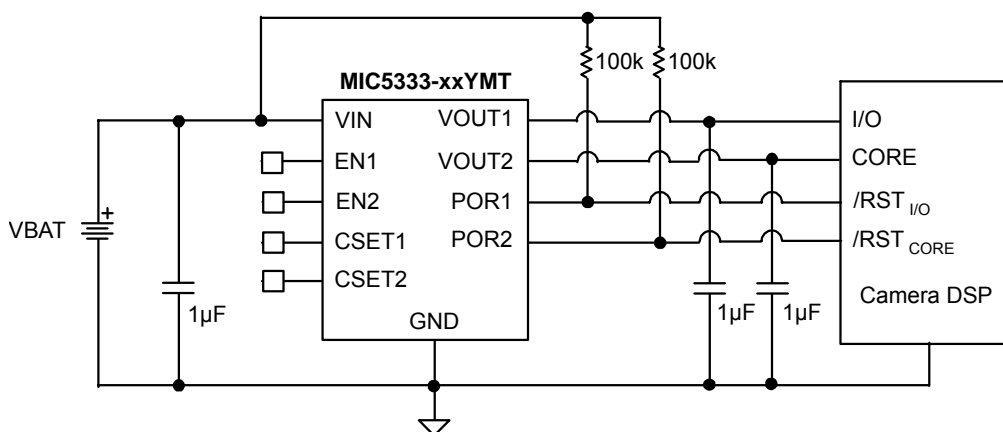 100k
100k
MIC5333-xxYMT
VIN
EN1
EN2
CSET1
CSET2
VOUT1
VOUT2
POR1
POR2
GND
VBAT
+
1µF
1µF
1µF
I/O
CORE
/RST I/O
/RST CORE
Camera DSP